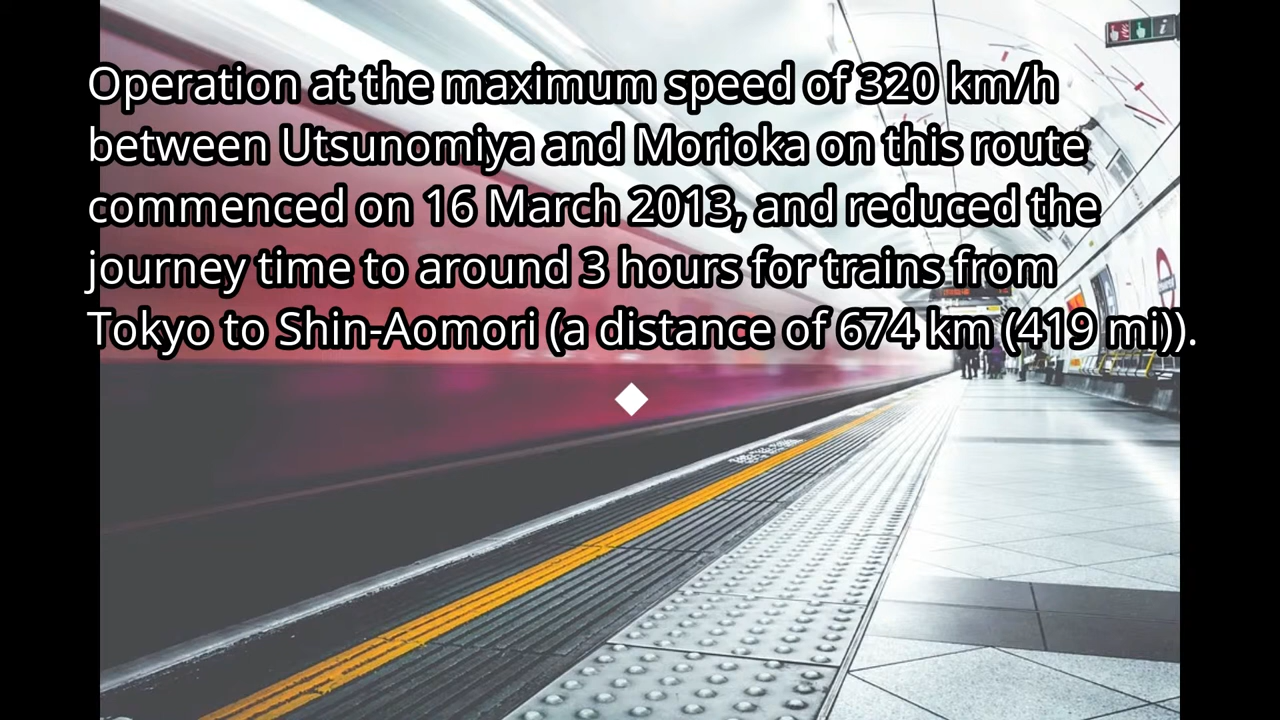 Operation at the maximum speed of 320 km/h
between Utsunomiya and Morioka on this route
commenced on 16 March 2013, and reduced the
journey time to around 3 hours for trains from
Tokyo to Shin-Aomori (a distance of 674 km (419 mi)).